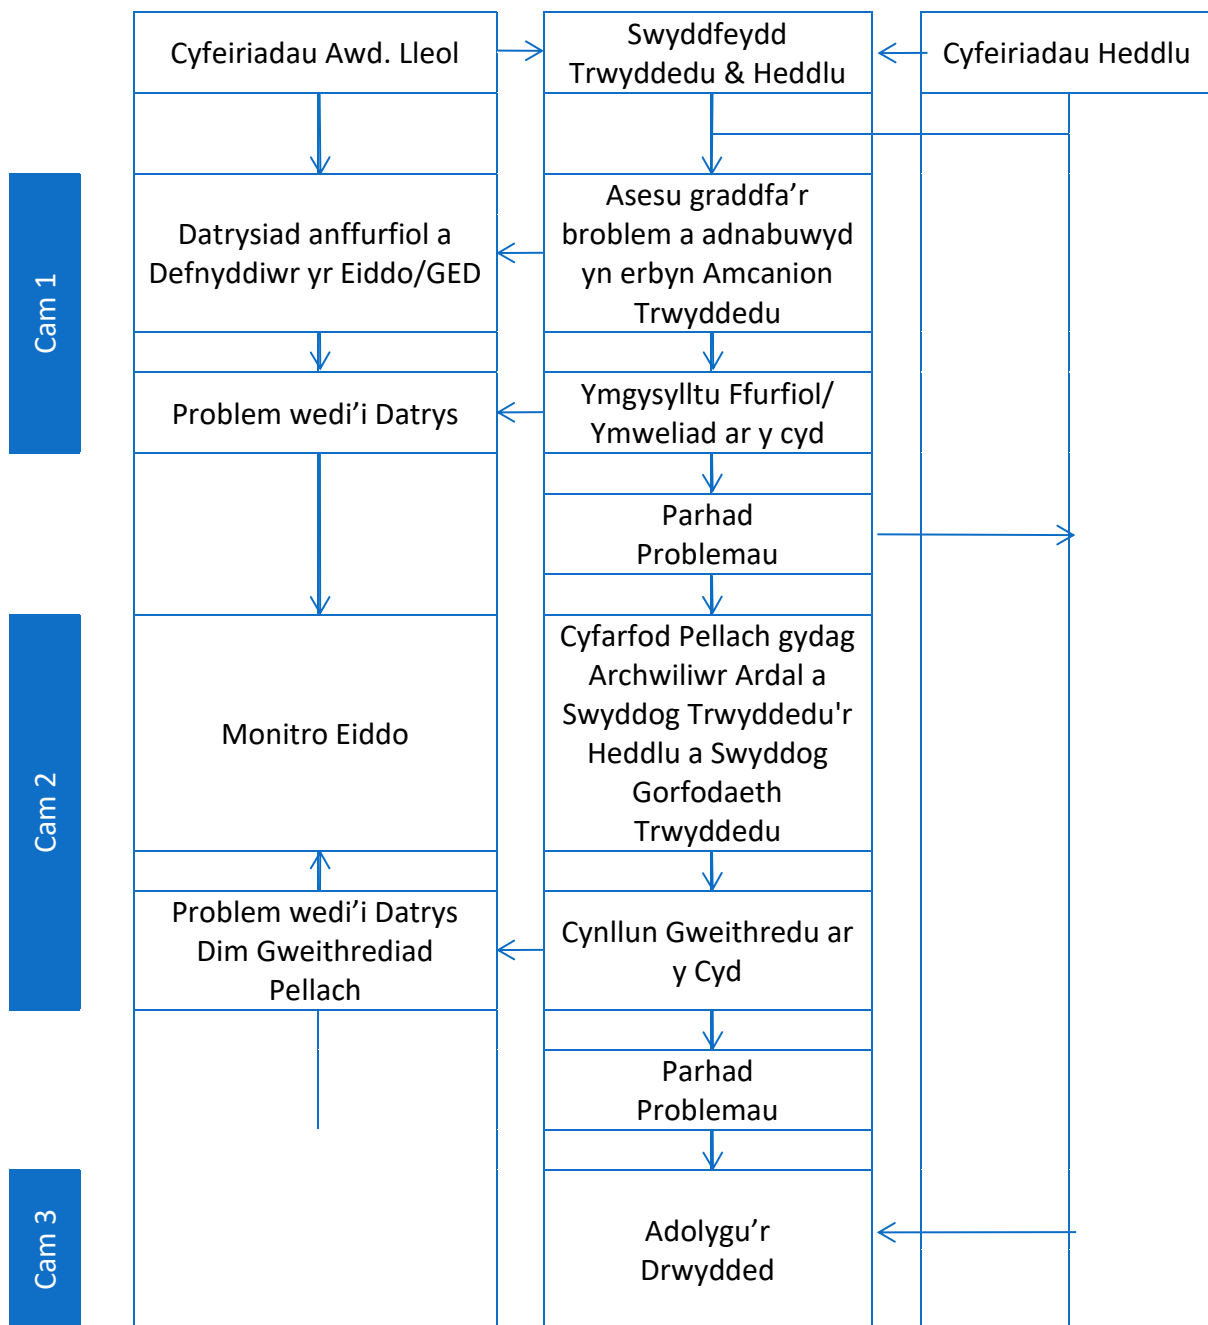 Cyfeiriadau Awd. Lleol
Swyddfeydd
Trwyddedu & Heddlu
Cyfeiriadau Heddlu
Cam 1
Datrysiad anffurfiol a
Defnyddiwr yr Eiddo/GED
Asesu graddfa’r
broblem a adnabuwyd
yn erbyn Amcanion
Trwyddedu
Problem wedi’i Datrys
Ymgysylltu Ffurfiol/
Ymweliad ar y cyd
Parhad
Problemau
Cam 2
Monitro Eiddo
Cyfarfod Pellach gydag
Archwiliwr Ardal a
Swyddog Trwyddedu'r
Heddlu a Swyddog
Gorfodaeth
Trwyddedu
Problem wedi’i Datrys
Dim Gweithrediad
Pellach
Cynllun Gweithredu ar
y Cyd
Parhad
Problemau
Cam 3
Adolygu’r
Drwydded